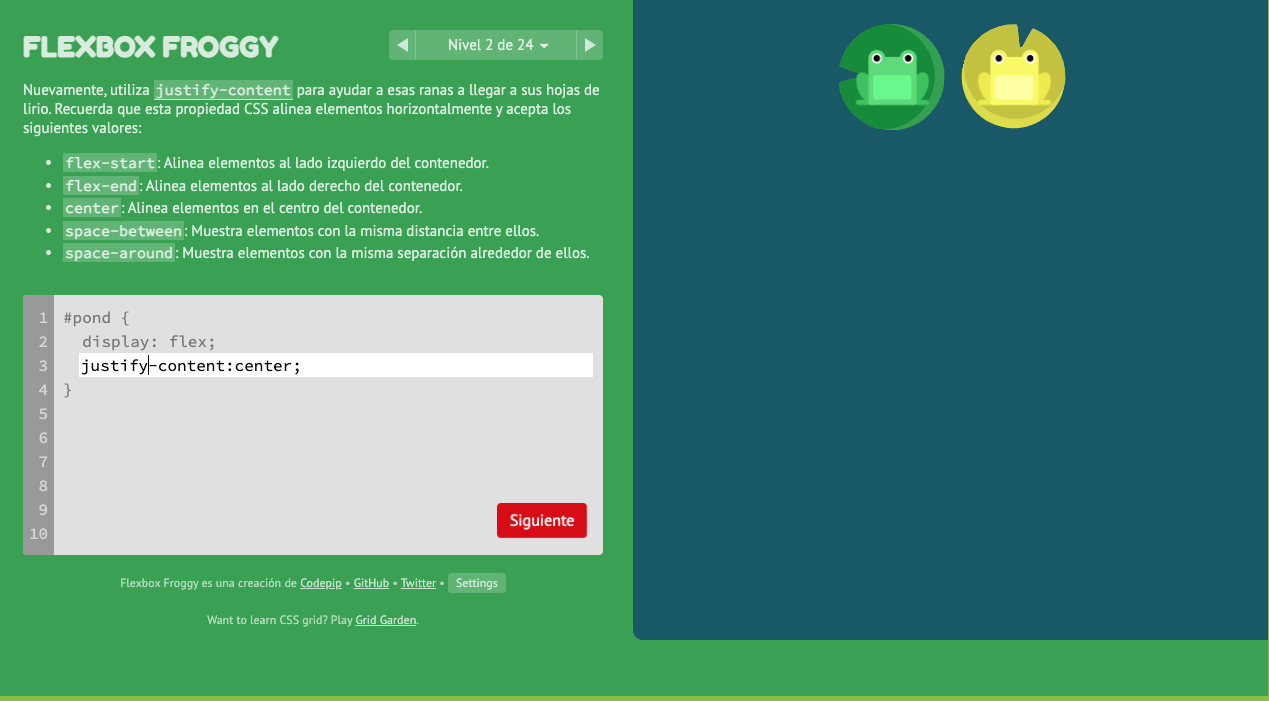 FLEXBOX FROGGY
Nivel 2 de 24
Nuevamente, utiliza justify-content para ayudar a esas ranas a llegar a sus hojas de
lirio. Recuerda que esta propiedad CSS alinea elementos horizontalmente y acepta los
siguientes valores:
flex-start: Alinea elementos al lado izquierdo del contenedor.
flex-end: Alinea elementos al lado derecho del contenedor.
center: Alinea elementos en el centro del contenedor.
space-between: Muestra elementos con la misma distancia entre ellos.
space-around: Muestra elementos con la misma separación alrededor de ellos.
1 #pond {
2 display: flex;
3 justify-content:center;
4 }
5
6
7
8
9
10
Siguiente
Flexbox Froggy es una creación de Codepip • GitHub • Twitter • Settings
Want to learn CSS grid? Play Grid Garden.